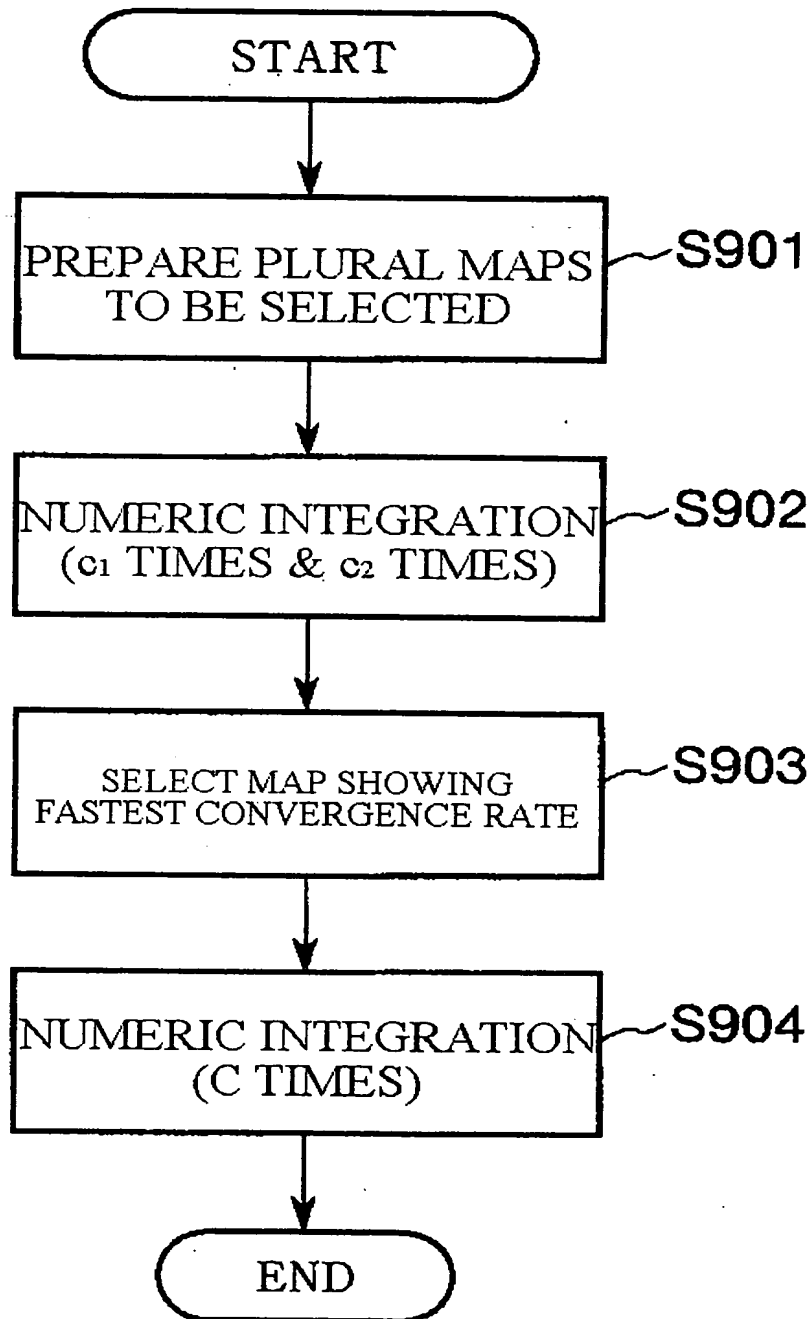 START
PREPARE PLURAL MAPS
TO BE SELECTED
S901
NUMERIC INTEGRATION
(c1 TIMES & c2 TIMES)
S902
SELECT MAP SHOWING
FASTEST CONVERGENCE RATE
S903
NUMERIC INTEGRATION
(C TIMES)
S904
END